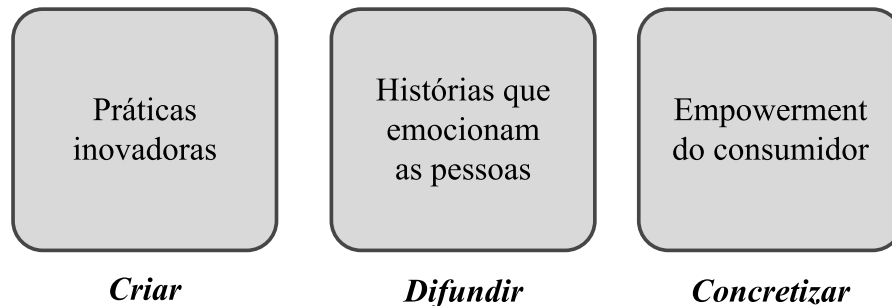 Práticas
inovadoras
Histórias que
emocionam
as pessoas
Empowerment
do consumidor
Criar
Difundir
Concretizar